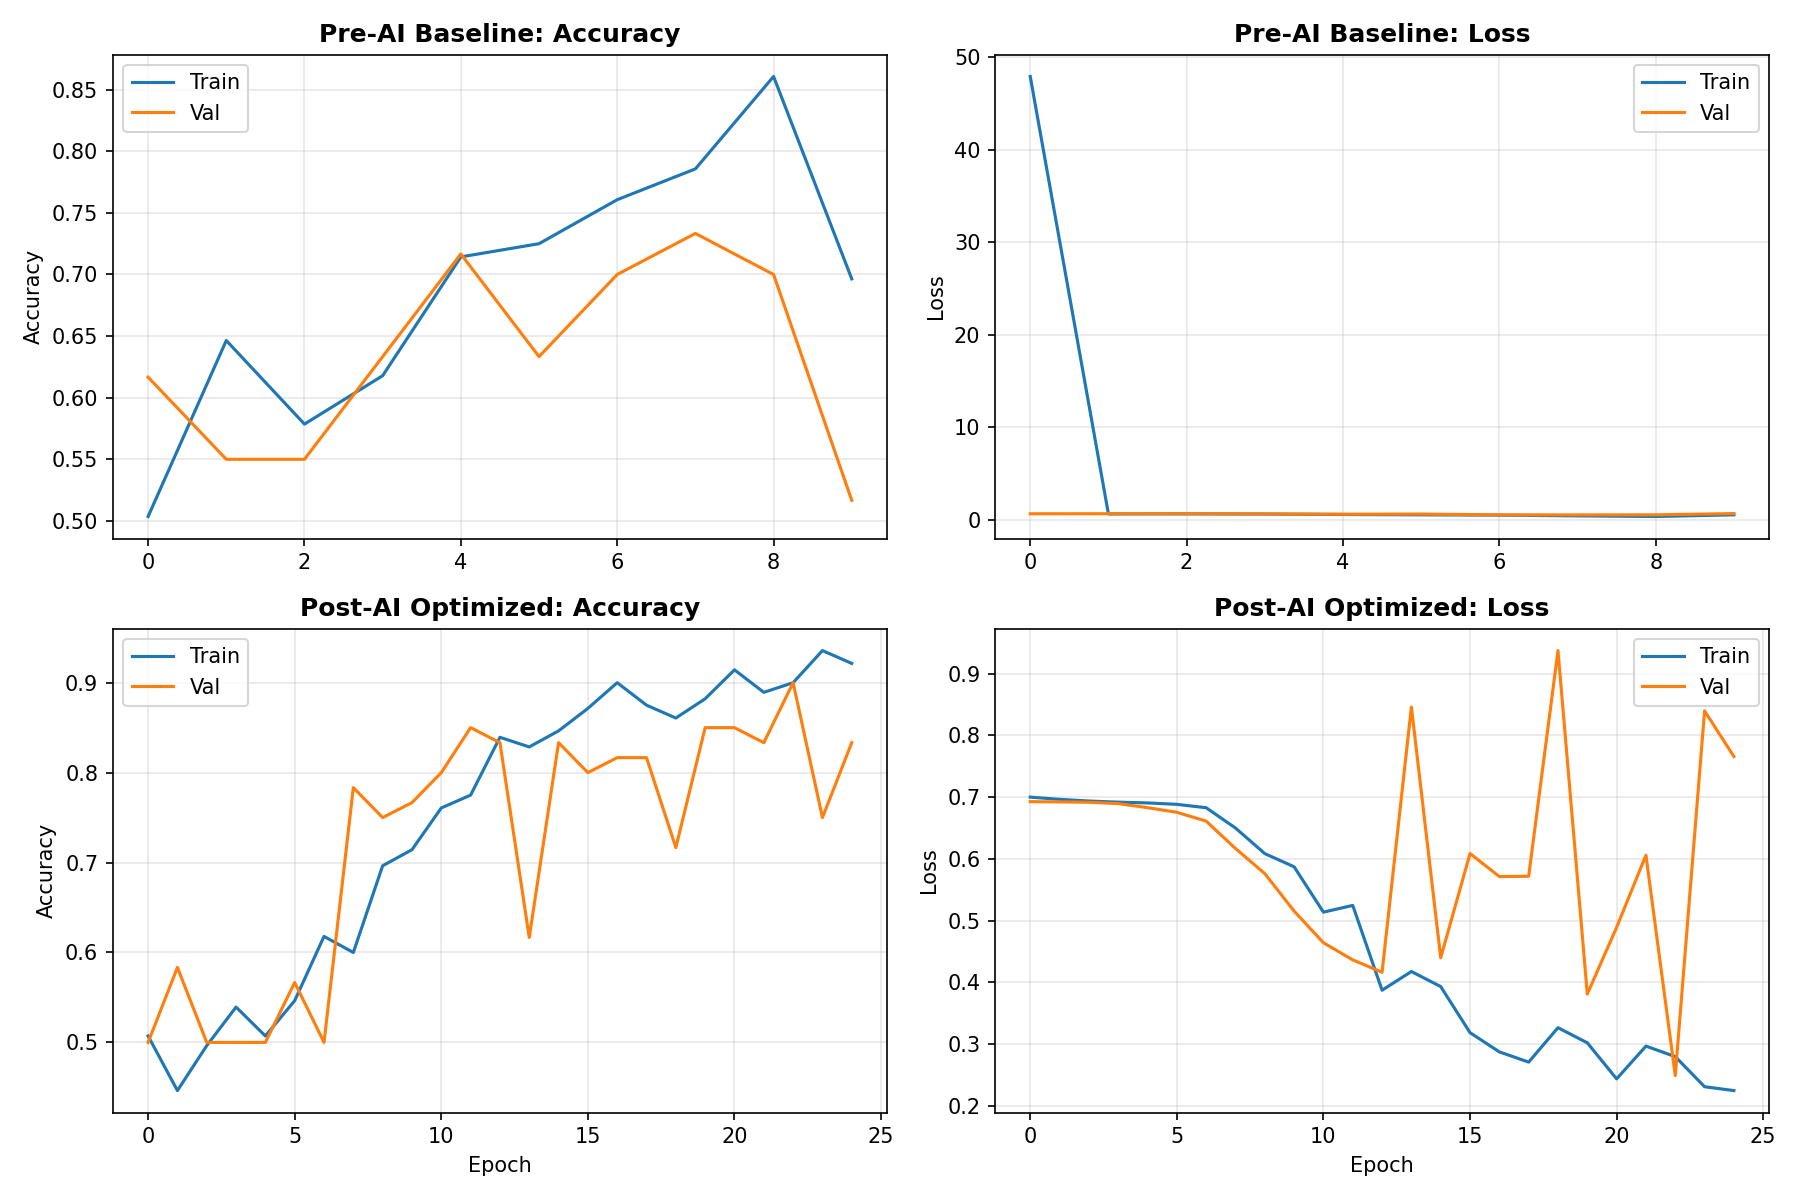 Pre-AI Baseline: Accuracy
Train
Val
0.85
0.80
0.75
0.70
0.65
0.60
0.55
0.50
Accuracy
0 2 4 6 8
Pre-AI Baseline: Loss
Train
Val
50
40
30
20
10
0
Loss
0 2 4 6 8
Post-AI Optimized: Accuracy
Train
Val
0.9
0.8
0.7
0.6
0.5
Accuracy
0 5 10 15 20 25
Epoch
Post-AI Optimized: Loss
Train
Val
0.9
0.8
0.7
0.6
0.5
0.4
0.3
0.2
Loss
0 5 10 15 20 25
Epoch